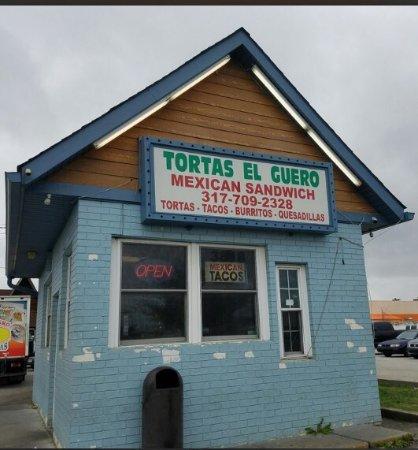 TORTAS EL GUERO
MEXICAN SANDWICH
317-709-2328
TORTAS - TACOS - BURRITOS - QUESADILLAS
OPEN
MEXICAN
TACOS